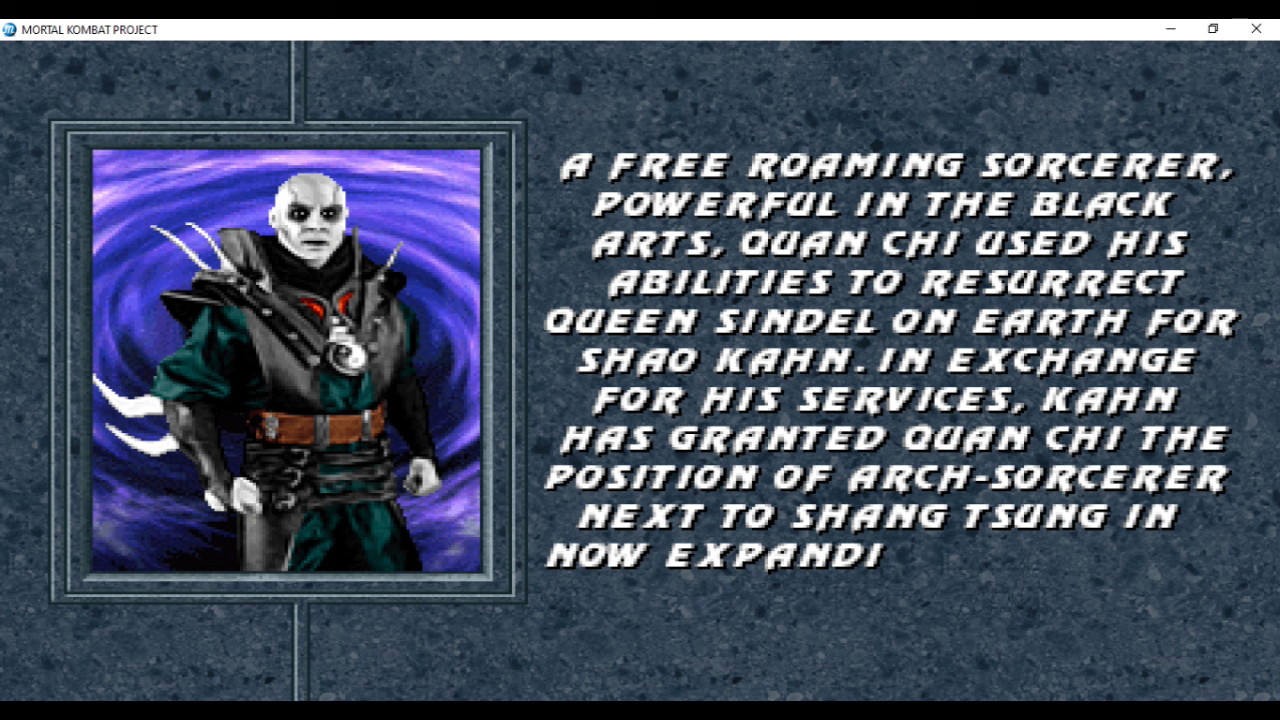 MORTAL KOMBAT PROJECT
A FREE ROAMING SORCERER,
POWERFUL IN THE BLACK
ARTS, QUAN CHI USED HIS
ABILITIES TO RESURRECT
QUEEN SINDEL ON EARTH FOR
SHAO KAHN. IN EXCHANGE
FOR HIS SERVICES, KAHN
HAS GRANTED QUAN CHI THE
POSITION OF ARCH-SORCERER
NEXT TO SHANG TSUNG IN
NOW EXPANDI